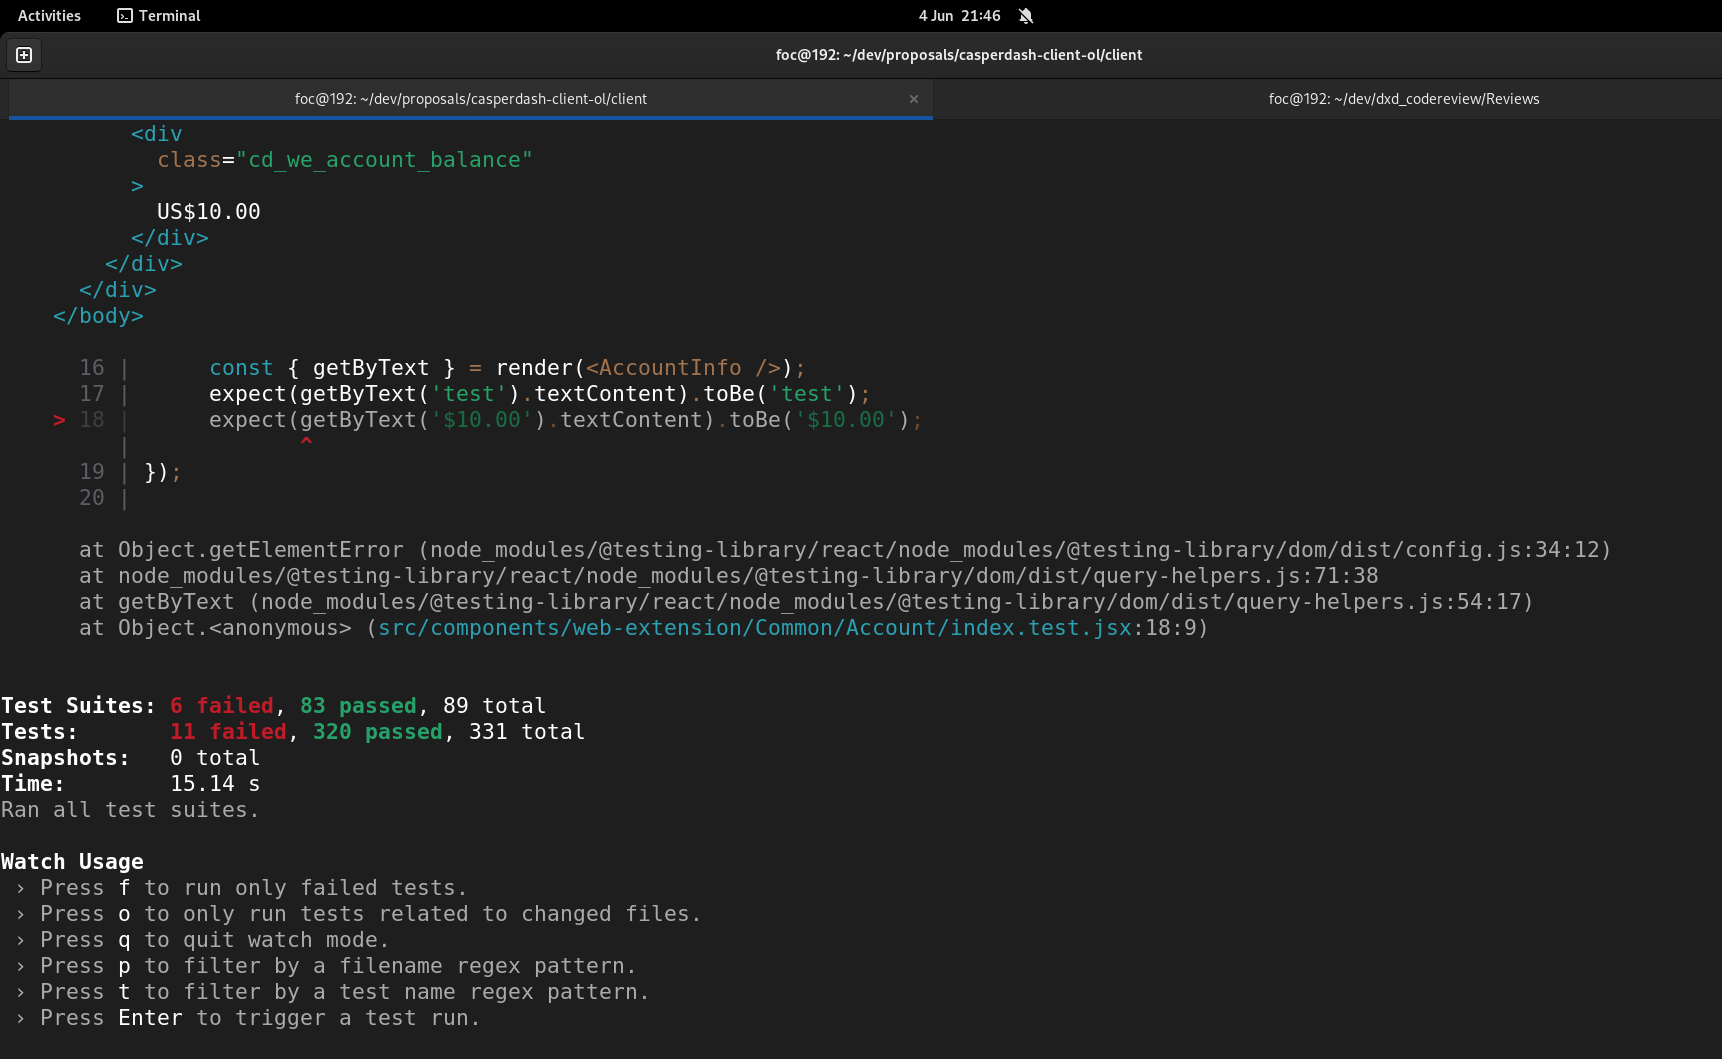 Activities Terminal 4 Jun 21:46
foc@192: ~/dev/proposals/casperdash-client-ol/client
foc@192: ~/dev/proposals/casperdash-client-ol/client × foc@192: ~/dev/dxd_codereview/Reviews
<div
class="cd_we_account_balance"
>
US$10.00
</div>
</div>
</div>
</body>
16 | const { getByText } = render(<AccountInfo />);
17 | expect(getByText('test').textContent).toBe('test');
> 18 | expect(getByText('$10.00').textContent).toBe('$10.00');
| ^
19 | });
20 |
at Object.getElementError (node_modules/@testing-library/react/node_modules/@testing-library/dom/dist/config.js:34:12)
at node_modules/@testing-library/react/node_modules/@testing-library/dom/dist/query-helpers.js:71:38
at getByText (node_modules/@testing-library/react/node_modules/@testing-library/dom/dist/query-helpers.js:54:17)
at Object.<anonymous> (src/components/web-extension/Common/Account/index.test.jsx:18:9)
Test Suites: 6 failed, 83 passed, 89 total
Tests: 11 failed, 320 passed, 331 total
Snapshots: 0 total
Time: 15.14 s
Ran all test suites.
Watch Usage
› Press f to run only failed tests.
› Press o to only run tests related to changed files.
› Press q to quit watch mode.
› Press p to filter by a filename regex pattern.
› Press t to filter by a test name regex pattern.
› Press Enter to trigger a test run.